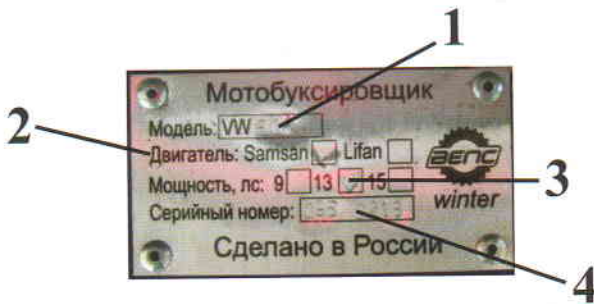 1
Мотобуксировщик
2
Модель: VW
Двигатель: Samsan Lifan
БЕПС
Мощность, лс: 9 13 15
3
winter
Серийный номер:
Сделано в России
4